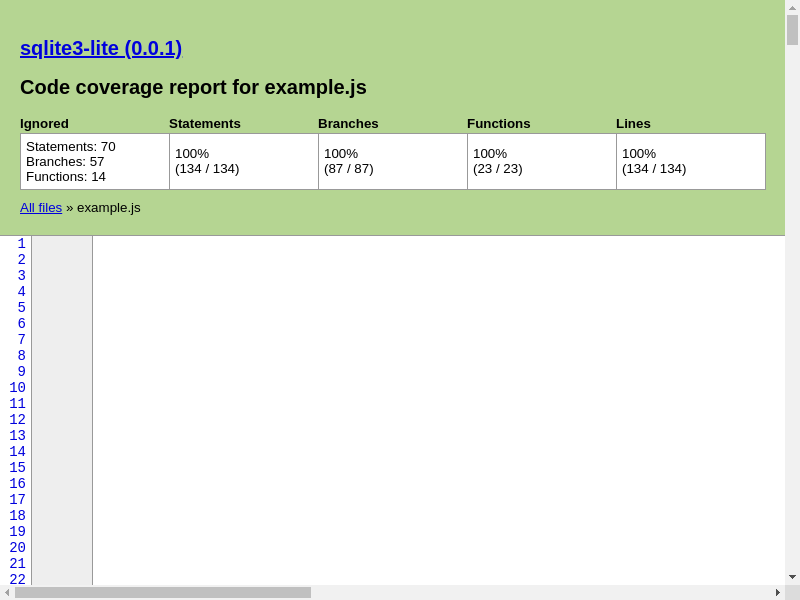 sqlite3-lite (0.0.1)
Code coverage report for example.js
Ignored Statements Branches Functions Lines
Statements: 70
Branches: 57
Functions: 14
100%
(134 / 134)
100%
(87 / 87)
100%
(23 / 23)
100%
(134 / 134)
All files » example.js
1
2
3
4
5
6
7
8
9
10
11
12
13
14
15
16
17
18
19
20
21
22